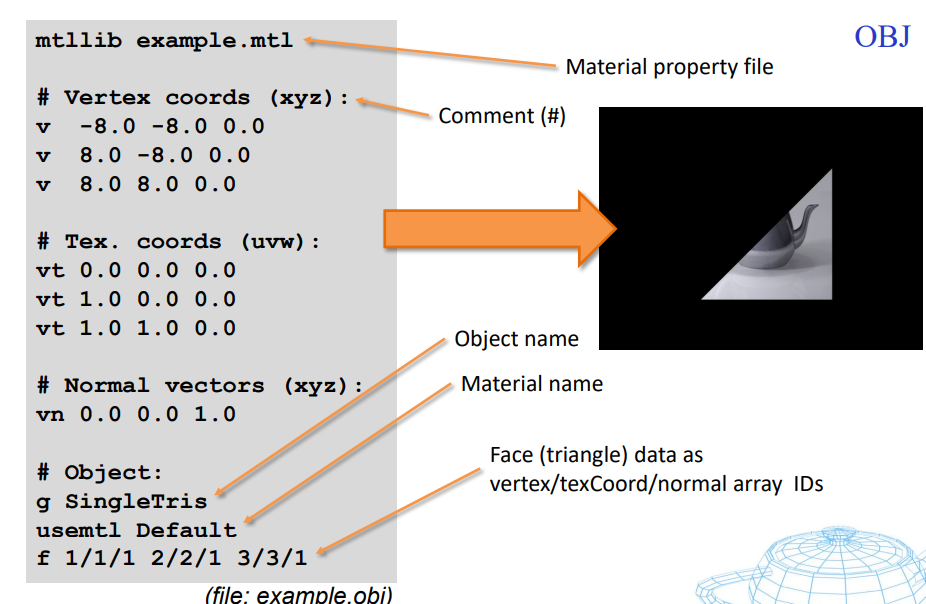 OBJ
mtllib example.mtl
Material property file
# Vertex coords (xyz):
Comment (#)
v  -8.0 -8.0 0.0
v  8.0 -8.0 0.0
v  8.0 8.0 0.0
# Tex. coords (uvw):
vt 0.0 0.0 0.0
vt 1.0 0.0 0.0
vt 1.0 1.0 0.0
Object name
# Normal vectors (xyz):
Material name
vn 0.0 0.0 1.0
# Object:
g SingleTris
usemtl Default
f 1/1/1 2/2/1 3/3/1
Face (triangle) data as
vertex/texCoord/normal array  IDs
(file: example.obj)